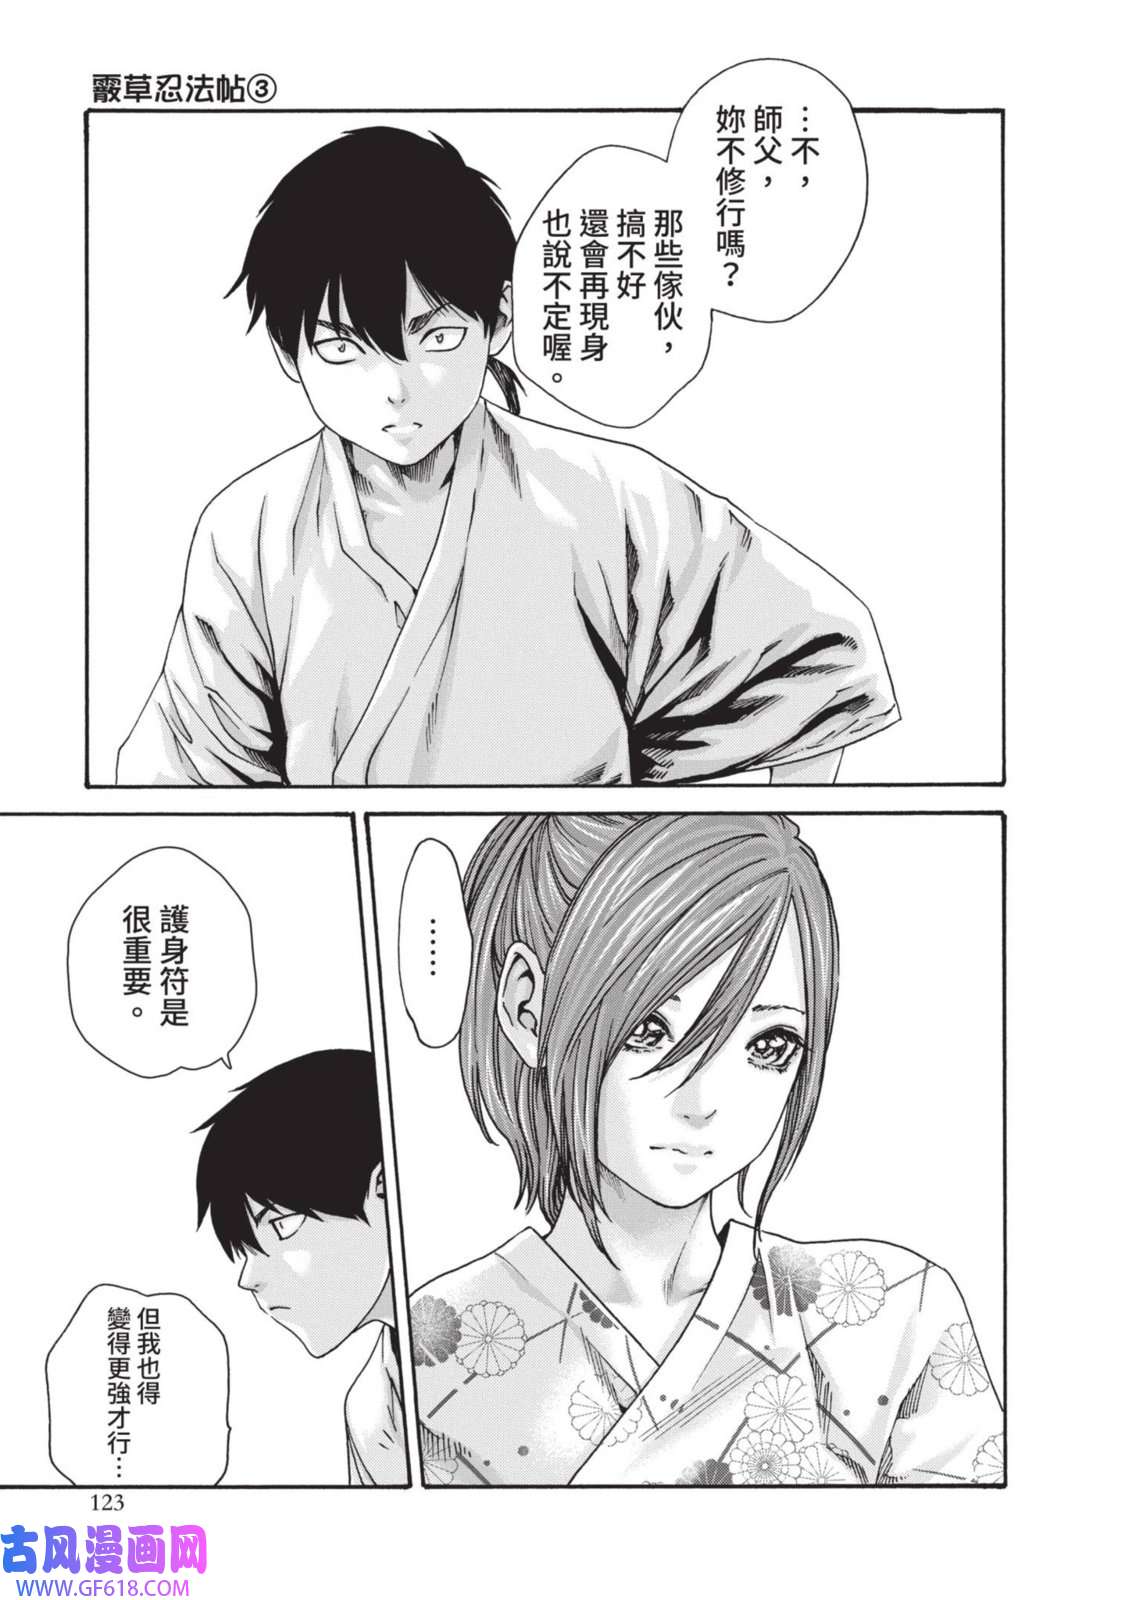 霰草忍法帖③
…不，
師父，
妳不修行嗎？
那些傢伙，
搞不好
還會再現身
也說不定喔。
……
護身符是
很重要。
但我也得
變得更強才行…
123
古风漫画网
WWW.GF618.COM